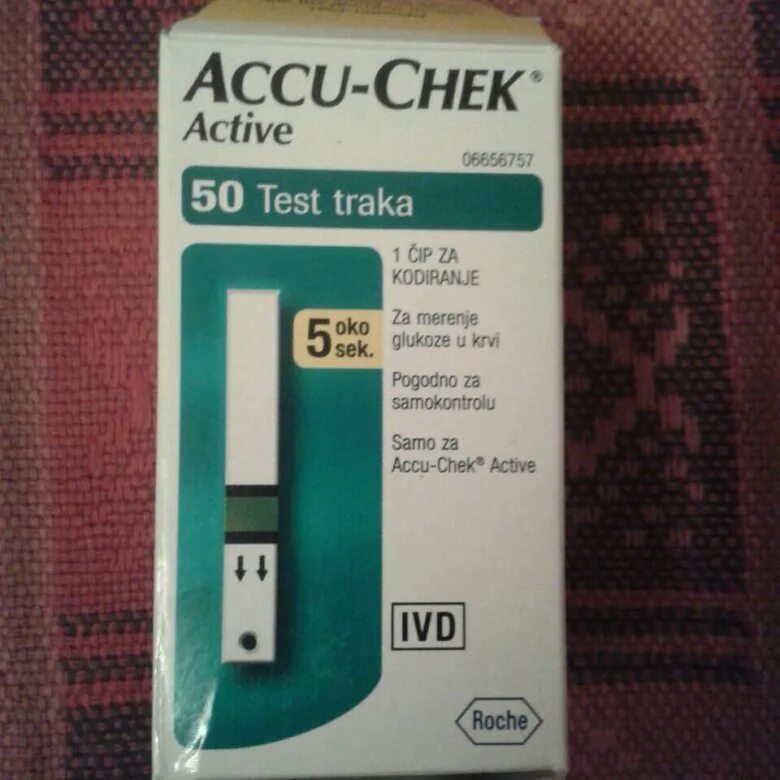 ACCU-CHEK®
Active
06656757
50 Test traka
1 ČIP ZA
KODIRANJE
5 oko
sek.
Za merenje
glukoze u krvi
Pogodno za
samokontrolu
Samo za
Accu-Chek® Active
IVD
Roche